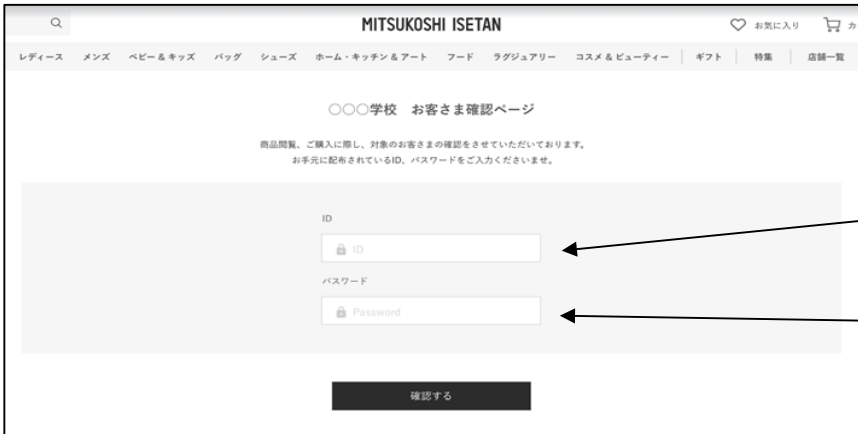 MITSUKOSHI ISETAN
お気に入り
レディース メンズ ベビー & キッズ バッグ シューズ ホーム・キッチン & アート フード ラグジュアリー コスメ & ビューティー ギフト 特集 店舗一覧
〇〇〇学校 お客さま確認ページ
商品閲覧、ご購入に際し、対象のお客さまの確認をさせていただいております。
お手元に配布されているID、パスワードをご入力くださいませ。
ID
ID
パスワード
Password
確認する